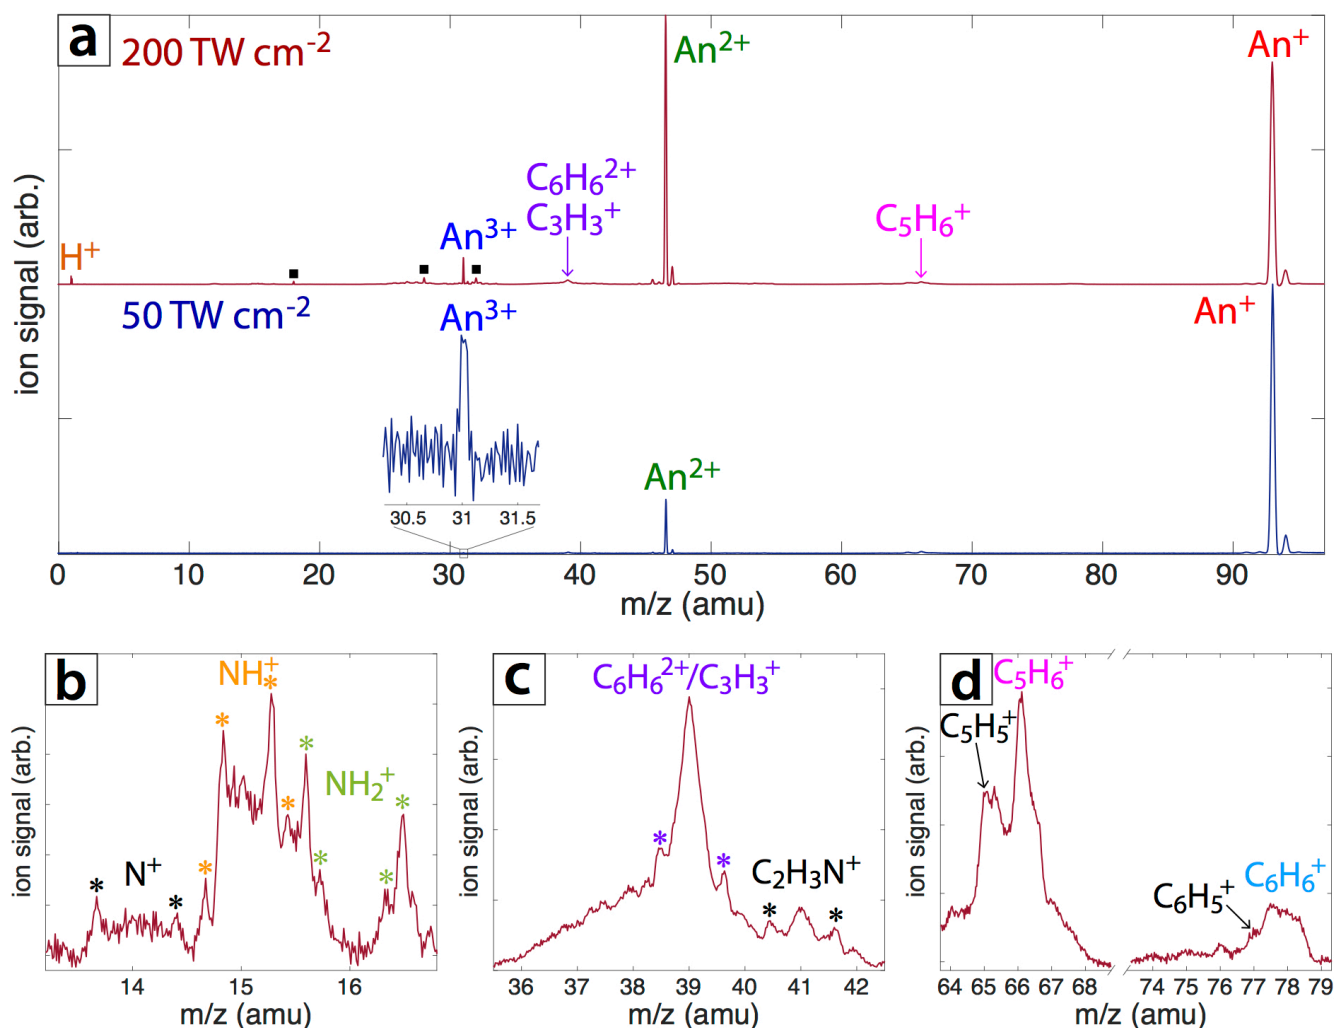 a
200 TW cm⁻²
An²⁺
An⁺
C₆H₆²⁺
C₃H₃⁺
C₅H₆⁺
An³⁺
H⁺
50 TW cm⁻²
An³⁺
An⁺
An²⁺
30.5 31 31.5
ion signal (arb.)
0 10 20 30 40 50 60 70 80 90
m/z (amu)
b
NH⁺
* * * * * * * * * *
N⁺
NH₂⁺
ion signal (arb.)
14 15 16
m/z (amu)
c
C₆H₆²⁺/C₃H₃⁺
* * * *
C₂H₃N⁺
ion signal (arb.)
36 37 38 39 40 41 42
m/z (amu)
d
C₅H₆⁺
C₅H₅⁺
C₆H₆⁺
C₆H₅⁺
ion signal (arb.)
64 65 66 67 68 74 75 76 77 78 79
m/z (amu)